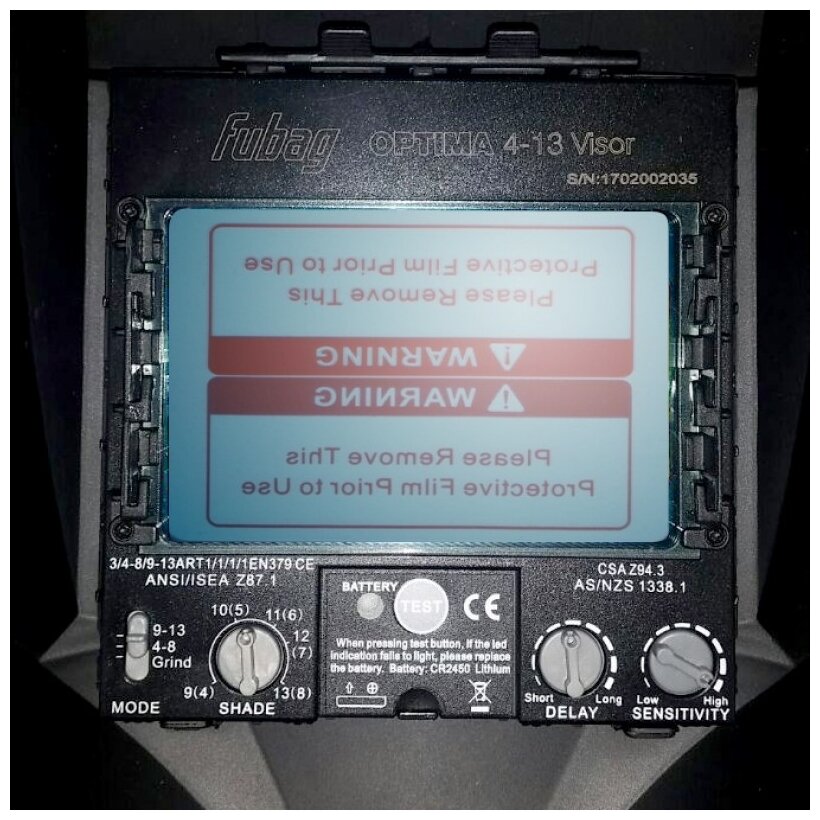 Fubag OPTIMA 4-13 Visor
S/N:1702002035
Protective Film Prior to Use
Please Remove This
WARNING
WARNING
Please Remove This
Protective Film Prior to Use
3/4-8/9-13ART1/1/1/1EN379 CE
ANSI/ISEA Z87.1
CSA Z94.3
AS/NZS 1338.1
BATTERY
TEST
CE
When pressing test button, If the led
indication fails to light, please replace
the battery. Battery: CR2450 Lithium
9-13
4-8
Grind
MODE
10(5)
11(6)
12
(7)
9(4)
13(8)
SHADE
Short
Long
DELAY
Low
High
SENSITIVITY